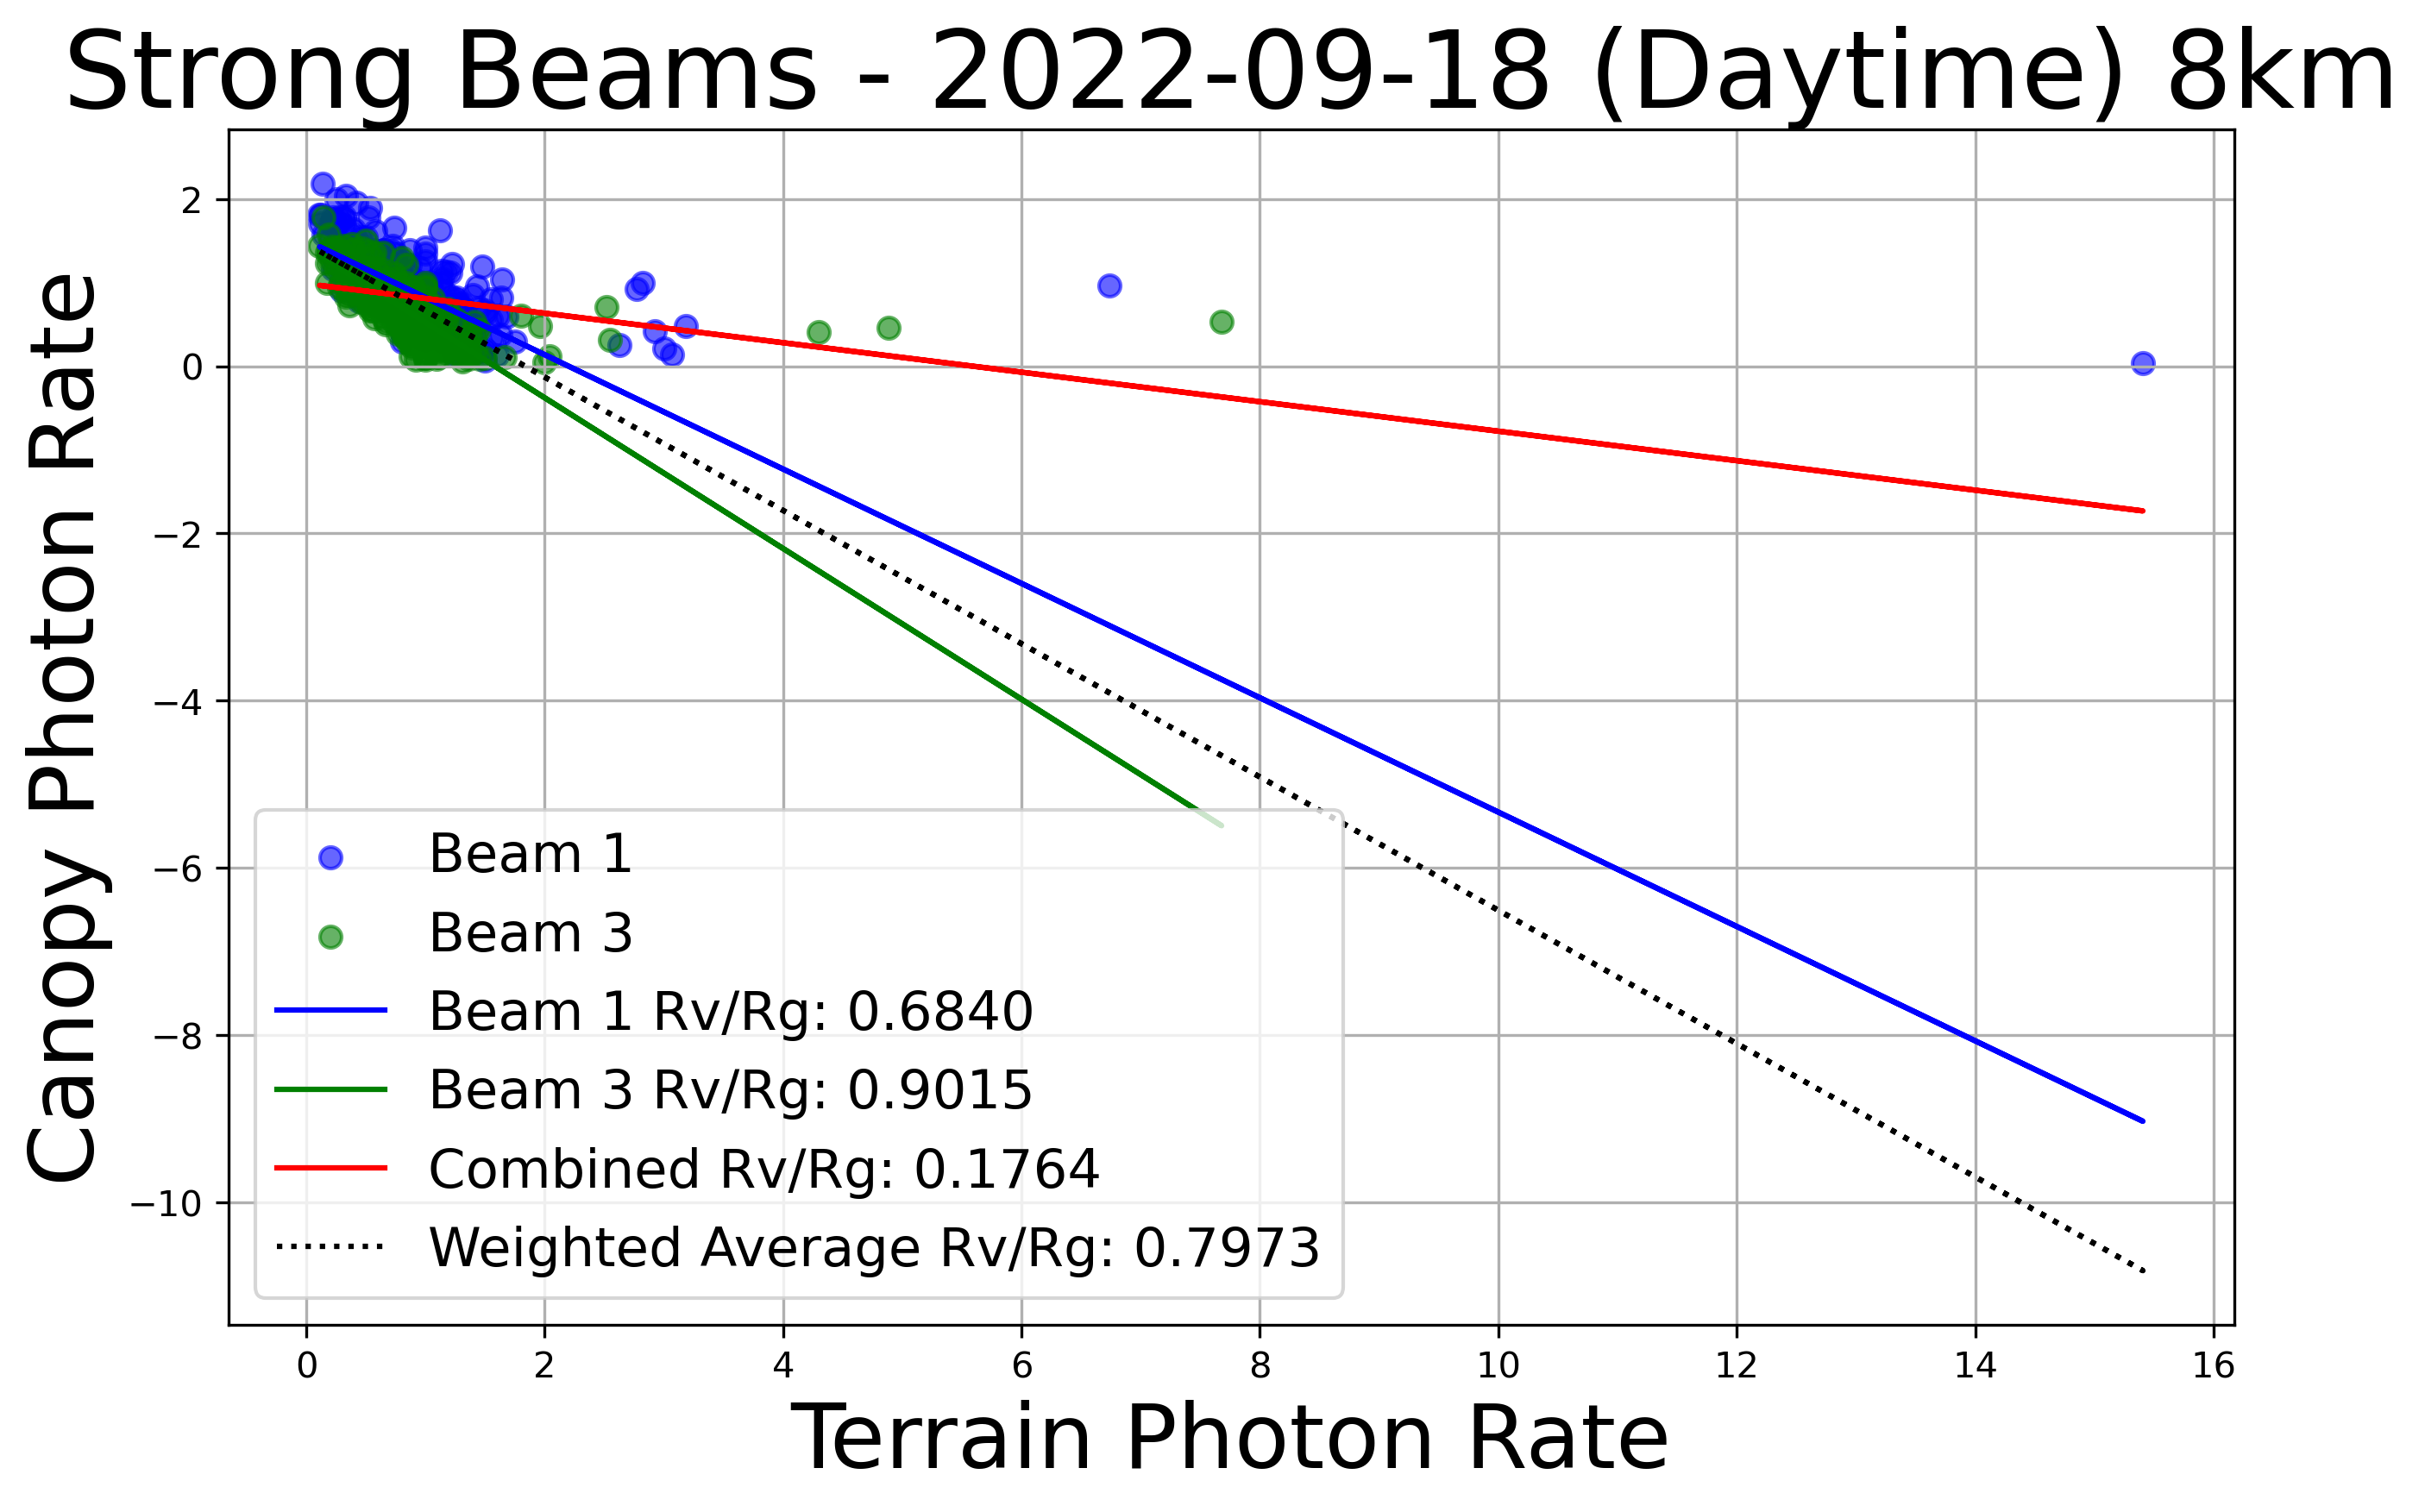 Strong Beams - 2022-09-18 (Daytime) 8km
Canopy Photon Rate
2
0
−2
−4
−6
−8
−10
Beam 1
Beam 3
Beam 1 Rv/Rg: 0.6840
Beam 3 Rv/Rg: 0.9015
Combined Rv/Rg: 0.1764
Weighted Average Rv/Rg: 0.7973
0 2 4 6 8 10 12 14 16
Terrain Photon Rate